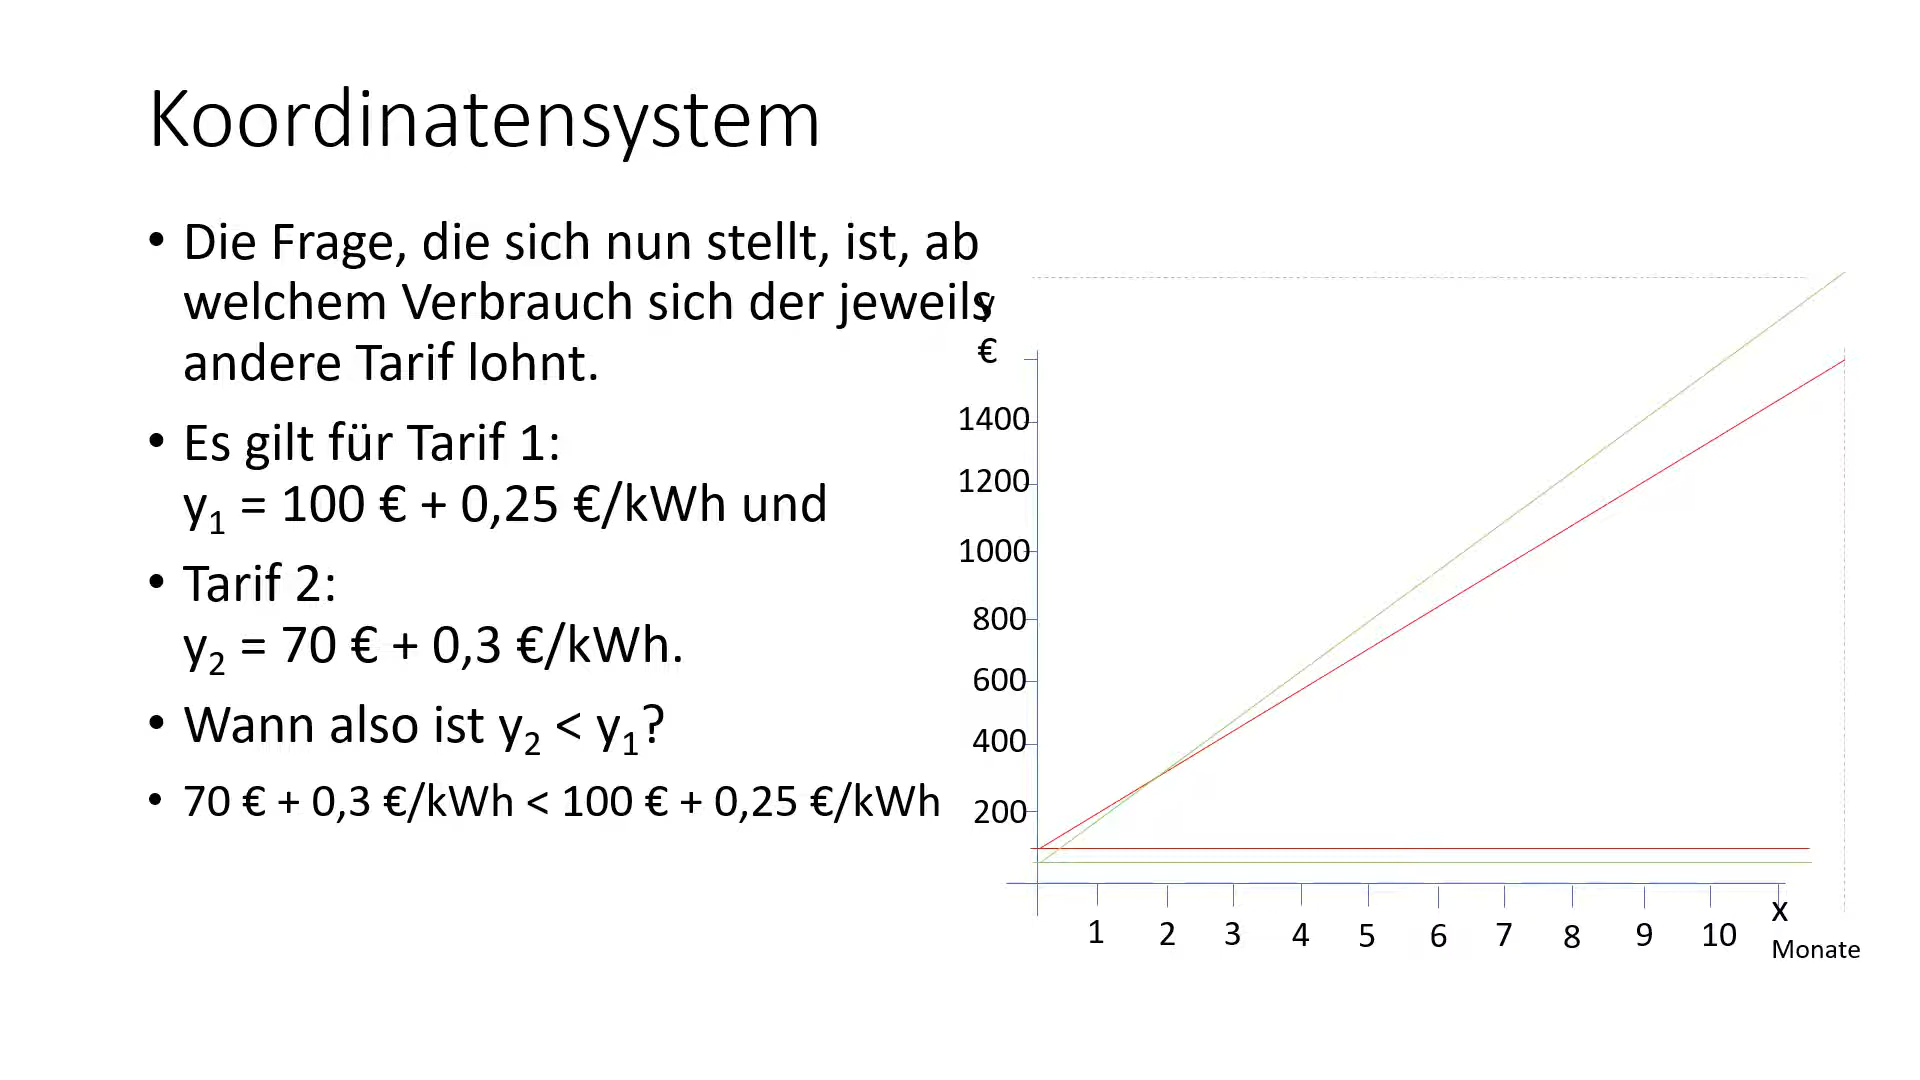 Koordinatensystem
• Die Frage, die sich nun stellt, ist, ab
welchem Verbrauch sich der jeweils
andere Tarif lohnt.
• Es gilt für Tarif 1:
y₁ = 100 € + 0,25 €/kWh und
• Tarif 2:
y₂ = 70 € + 0,3 €/kWh.
• Wann also ist y₂ < y₁?
• 70 € + 0,3 €/kWh < 100 € + 0,25 €/kWh
y
€
1400
1200
1000
800
600
400
200
1 2 3 4 5 6 7 8 9 10
x
Monate